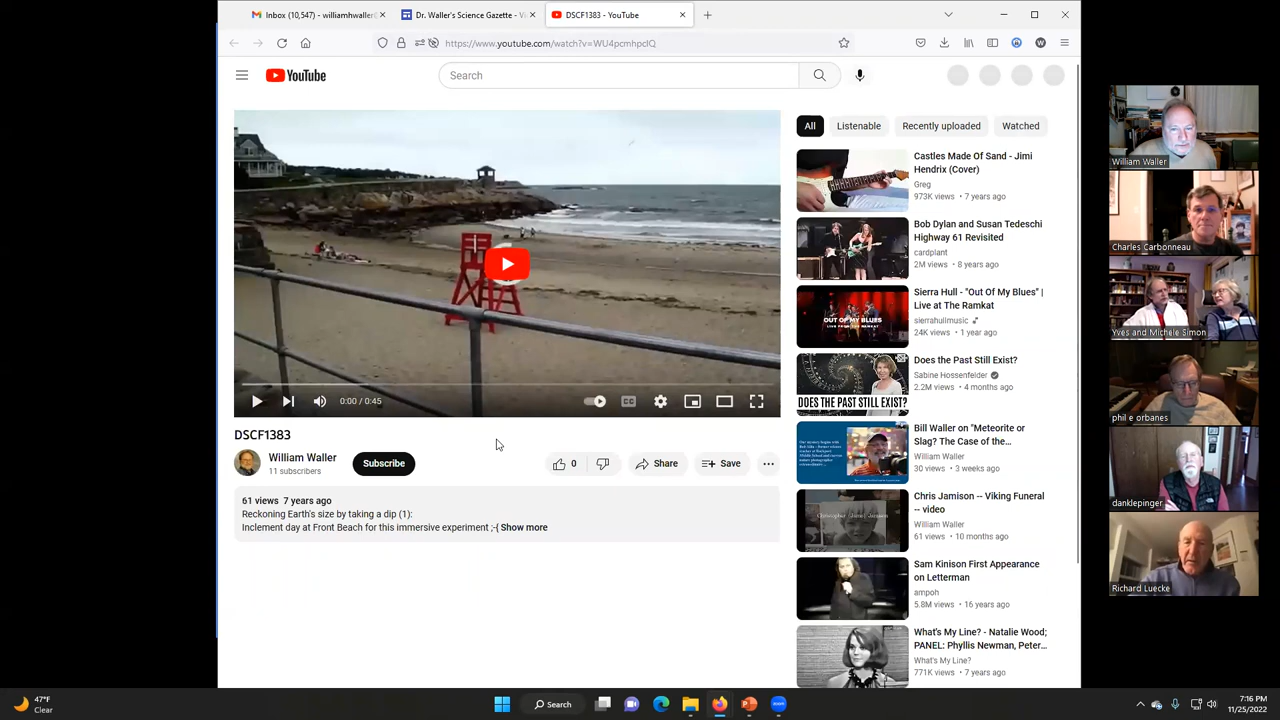 Inbox (10,547) - williamhwaller@
Dr. Waller's Science Gazette - Vi
DSCF1383 - YouTube
https://www.youtube.com/watch?v=WU4pcmhpclQ
YouTube
Search
All
Listenable
Recently uploaded
Watched
0:00 / 0:45
CC
DSCF1383
William Waller
11 subscribers
Subscribe
0
Share
Save
61 views 7 years ago
Reckoning Earth's size by taking a dip (1):
Inclement day at Front Beach for this immersive experiment ;-( Show more
Castles Made Of Sand - Jimi
Hendrix (Cover)
Greg
973K views • 7 years ago
Bob Dylan and Susan Tedeschi
Highway 61 Revisited
cardplant
2M views • 8 years ago
OUT OF MY BLUES
LIVE FROM THE RAMKAT
Sierra Hull - "Out Of My Blues" |
Live at The Ramkat
sierrahullmusic
24K views • 1 year ago
DOES THE PAST STILL EXIST?
Does the Past Still Exist?
Sabine Hossenfelder
2.2M views • 4 months ago
Bill Waller on "Meteorite or
Slag? The Case of the...
William Waller
30 views • 3 weeks ago
Chris Jamison -- Viking Funeral
-- video
William Waller
61 views • 10 months ago
Sam Kinison First Appearance
on Letterman
ampoh
5.8M views • 16 years ago
What's My Line? - Natalie Wood;
PANEL: Phyllis Newman, Peter...
What's My Line?
771K views • 7 years ago
William Waller
Charles Carbonneau
Yves and Michele Simon
phil e orbanes
danklepinger
Richard Luecke
47°F
Clear
Search
zoom
7:16 PM
11/25/2022